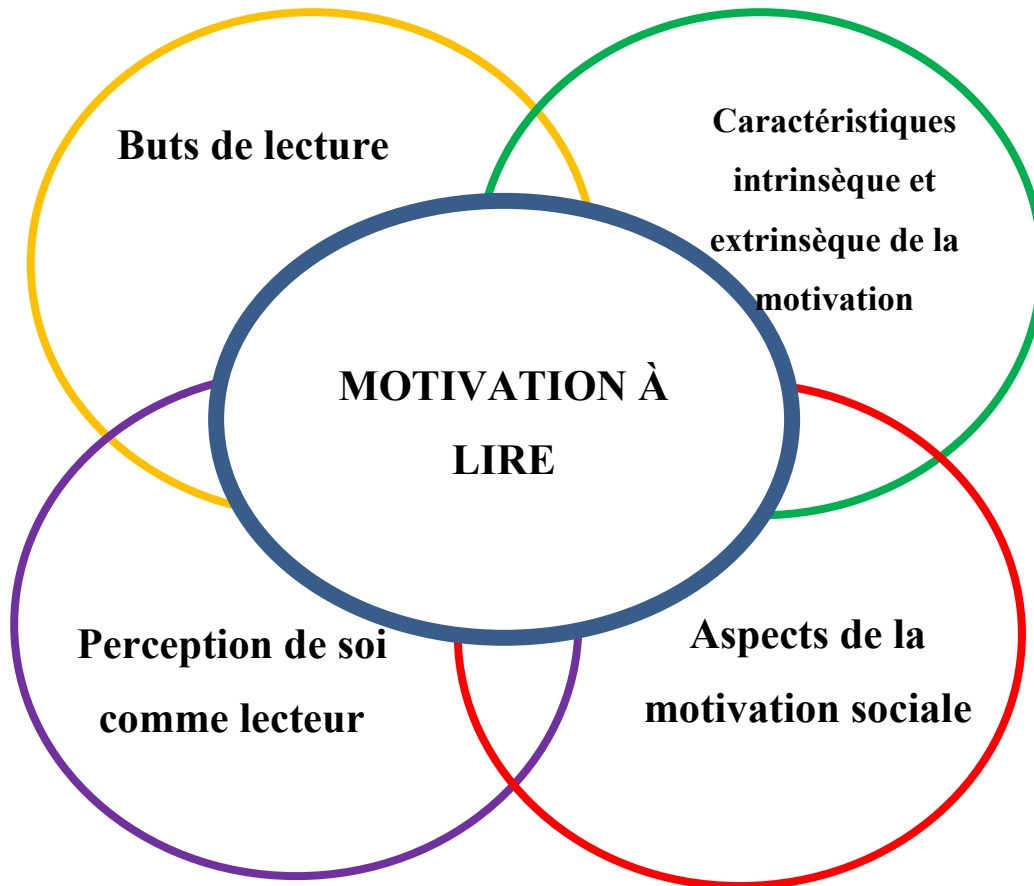 Buts de lecture
Caractéristiques
intrinsèque et
extrinsèque de la
motivation
MOTIVATION À
LIRE
Perception de soi
comme lecteur
Aspects de la
motivation sociale